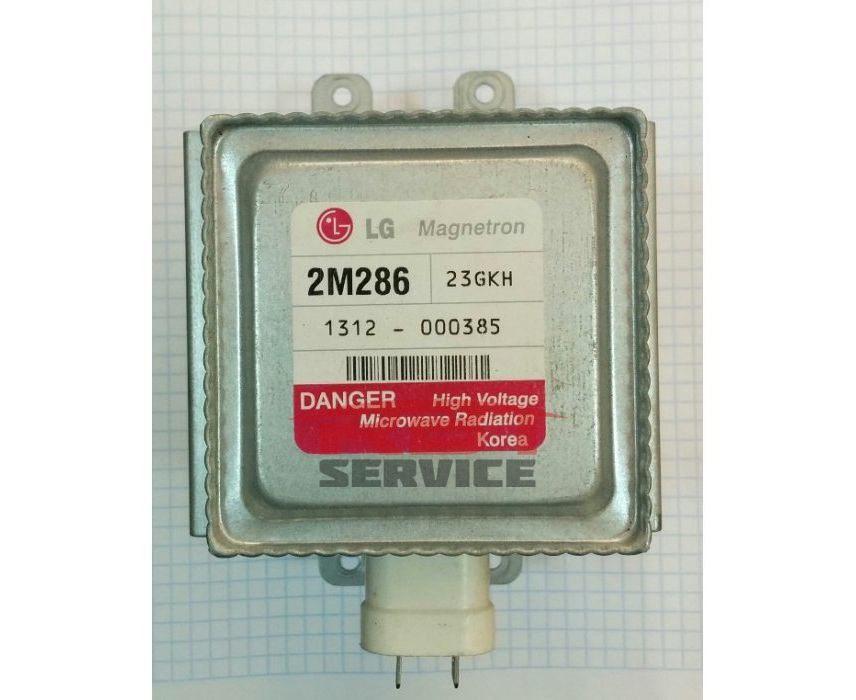 LG Magnetron
2M286 23GKH
1312 - 000385
DANGER High Voltage
Microwave Radiation
Korea
SERVICE